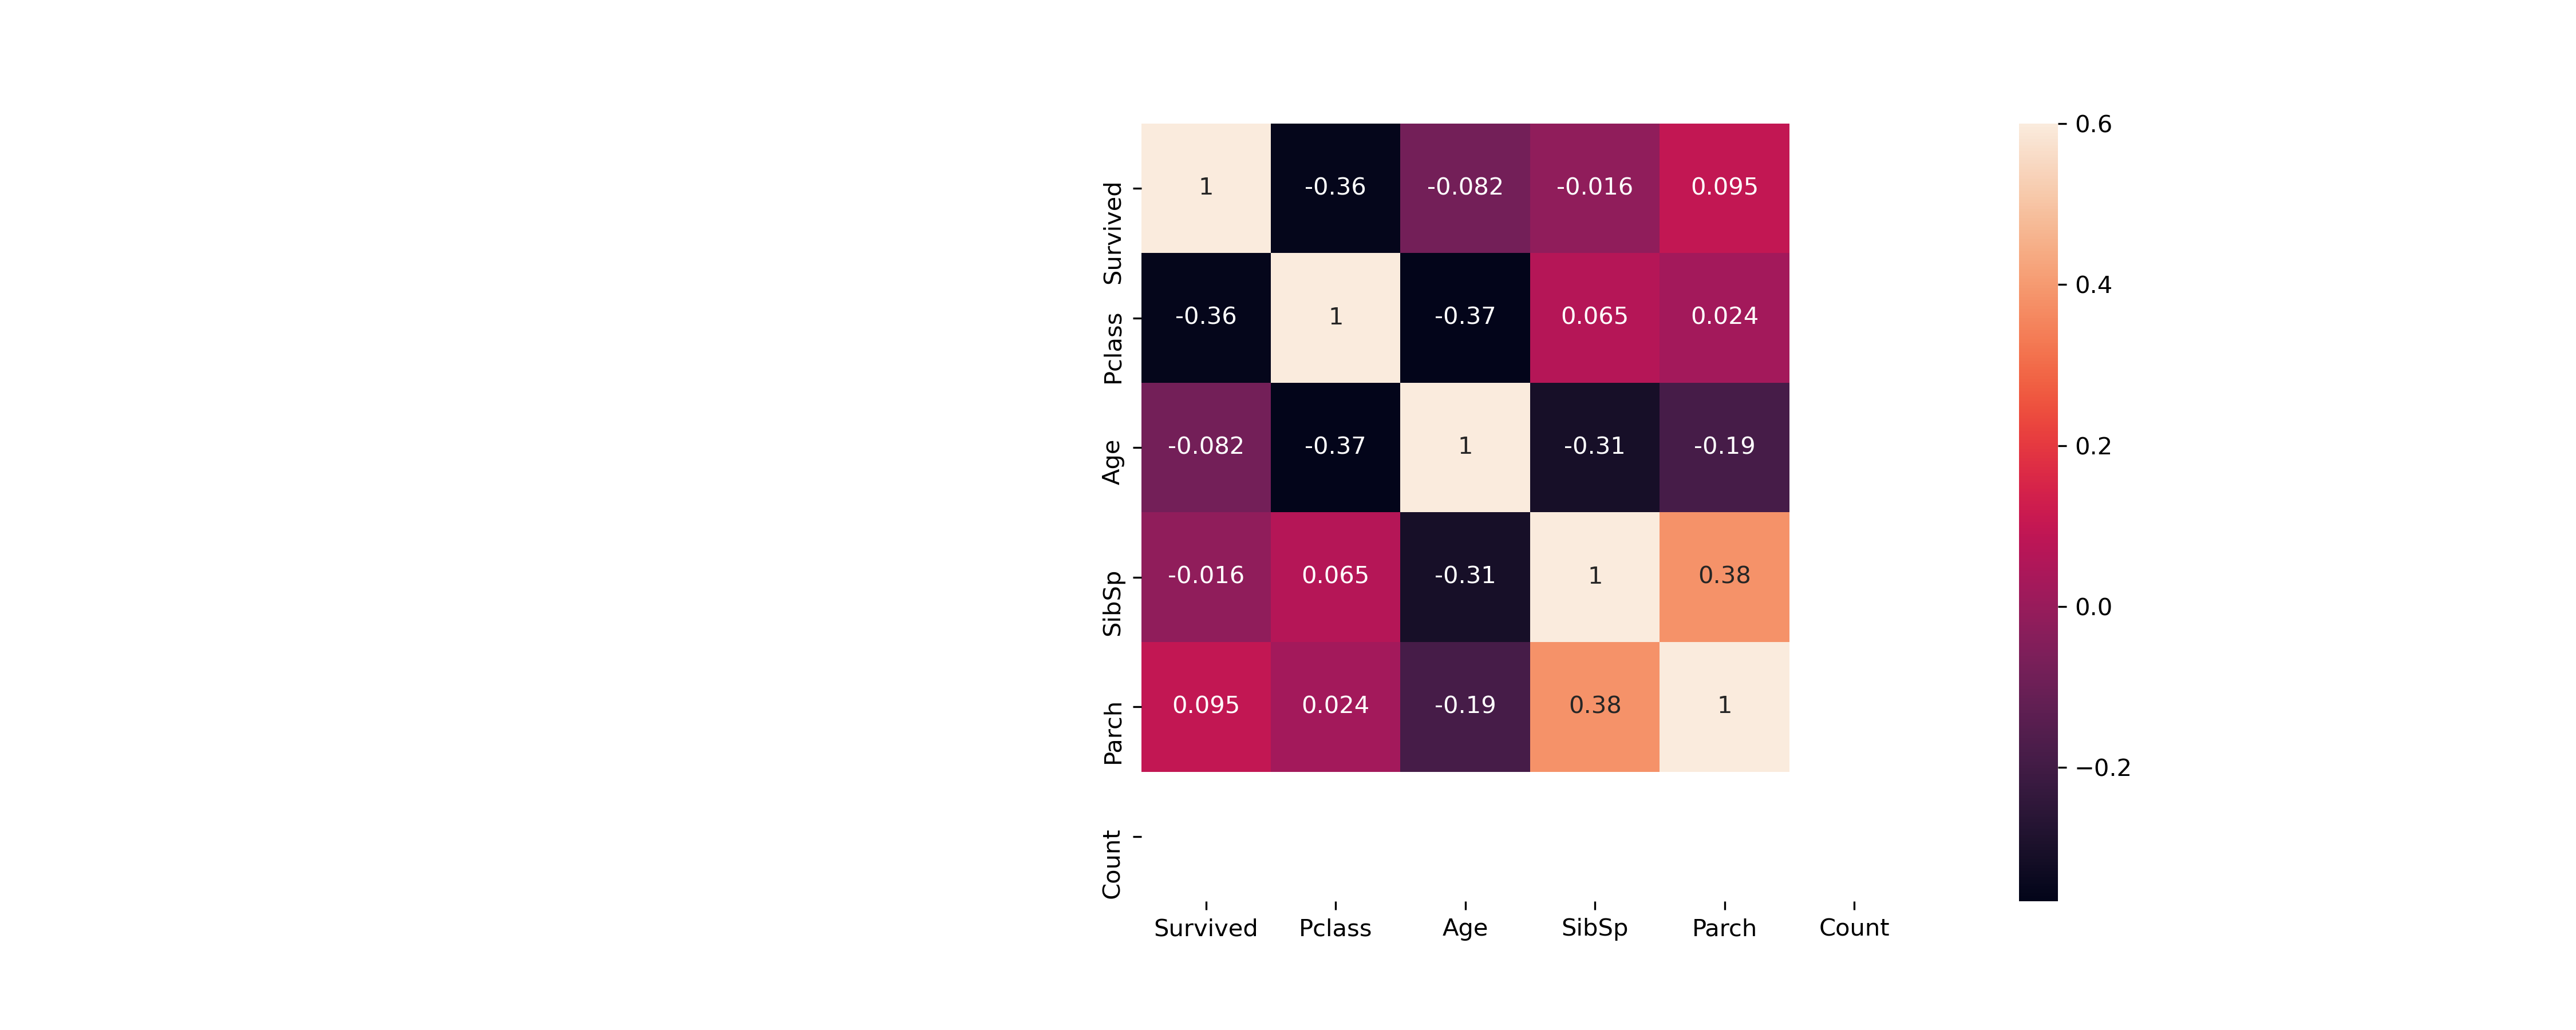 Survived 1 -0.36 -0.082 -0.016 0.095
Pclass -0.36 1 -0.37 0.065 0.024
Age -0.082 -0.37 1 -0.31 -0.19
SibSp -0.016 0.065 -0.31 1 0.38
Parch 0.095 0.024 -0.19 0.38 1
Count
Survived Pclass Age SibSp Parch Count
0.6
0.4
0.2
0.0
−0.2